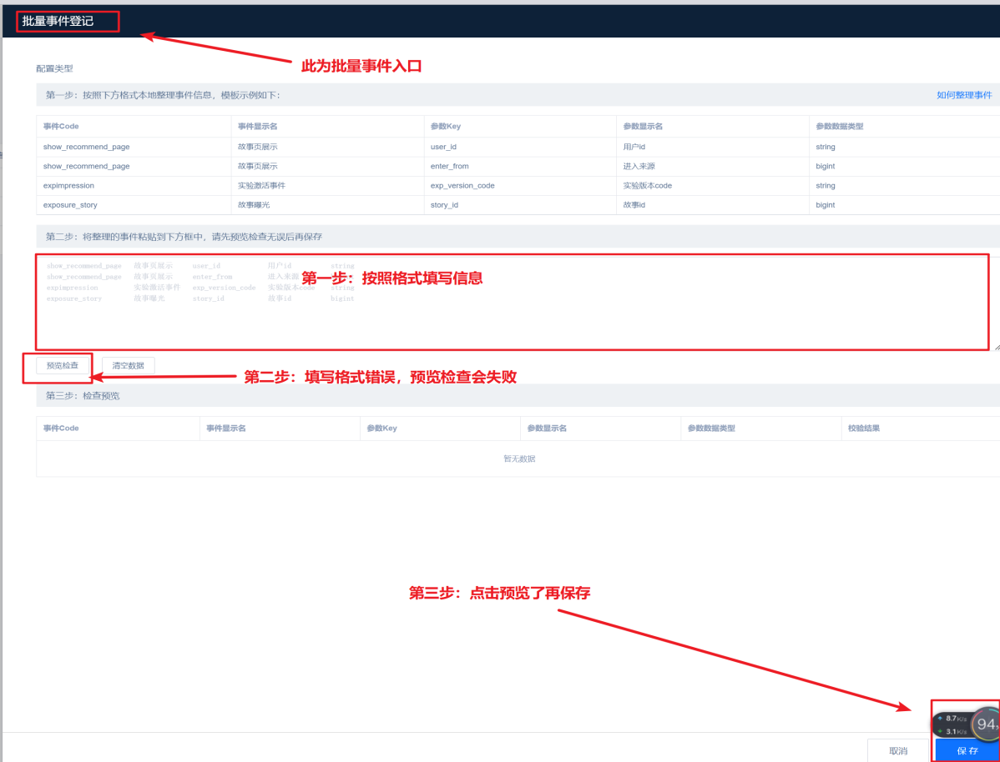 批量事件登记
此为批量事件入口
配置类型
第一步：按照下方格式本地整理事件信息，模板示例如下： 如何整理事件
事件Code 事件显示名 参数Key 参数显示名 参数数据类型
show_recommend_page 故事页展示 user_id 用户id string
show_recommend_page 故事页展示 enter_from 进入来源 bigint
expimpression 实验激活事件 exp_version_code 实验版本code string
exposure_story 故事曝光 story_id 故事id bigint
第二步：将整理的事件粘贴到下方框中，请先预览检查无误后再保存
show_recommend_page 故事页展示 user_id 用户id string
show_recommend_page 故事页展示 enter_from 进入来源
第一步：按照格式填写信息
expimpression 实验激活事件 exp_version_code 实验版本code string
exposure_story 故事曝光 story_id 故事id bigint
预览检查 清空数据
第二步：填写格式错误，预览检查会失败
第三步：检查预览
事件Code 事件显示名 参数Key 参数显示名 参数数据类型 校验结果
暂无数据
第三步：点击预览了再保存
8.7K/s
3.1K/s
94
取消 保存